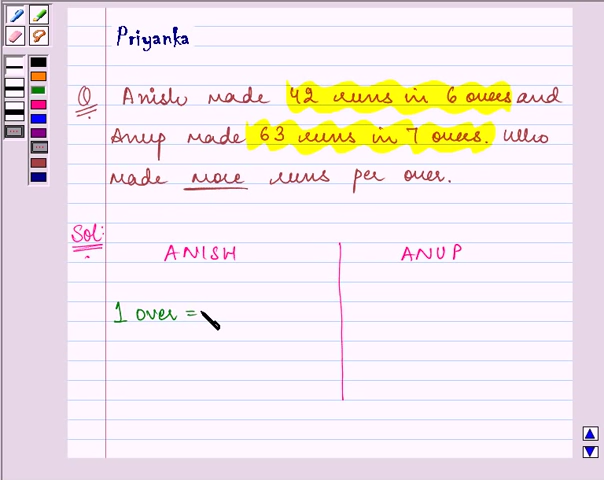 Priyanka
Q Anish made 42 runs in 6 overs and
Anup made 63 runs in 7 overs. Who
made more runs per over.
Sol:
ANISH ANUP
1 over =